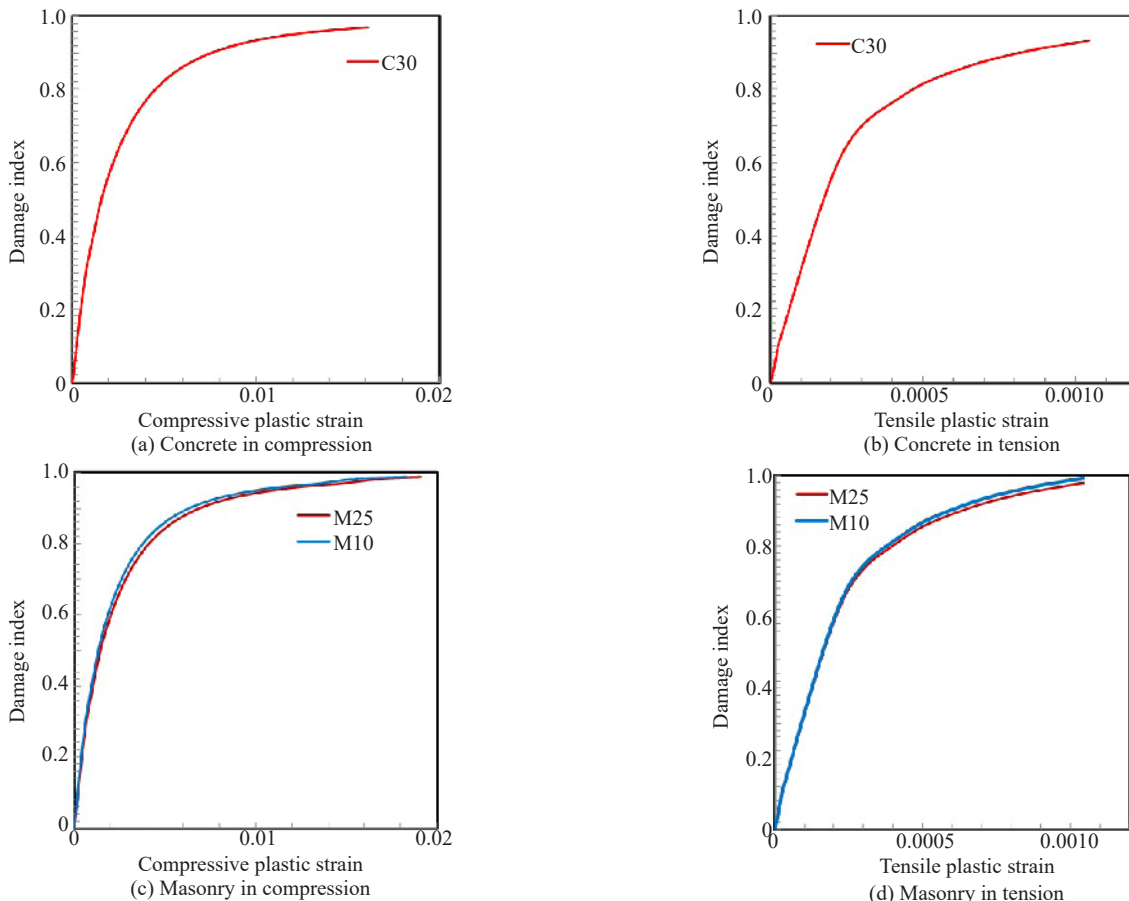 1.0
0.8
0.6
0.4
0.2
0
Damage index
C30
0
0.01
0.02
Compressive plastic strain
(a) Concrete in compression
1.0
0.8
0.6
0.4
0.2
0
Damage index
C30
0
0.0005
0.0010
Tensile plastic strain
(b) Concrete in tension
1.0
0.8
0.6
0.4
0.2
0
Damage index
M25
M10
0
0.01
0.02
Compressive plastic strain
(c) Masonry in compression
1.0
0.8
0.6
0.4
0.2
0
Damage index
M25
M10
0
0.0005
0.0010
Tensile plastic strain
(d) Masonry in tension